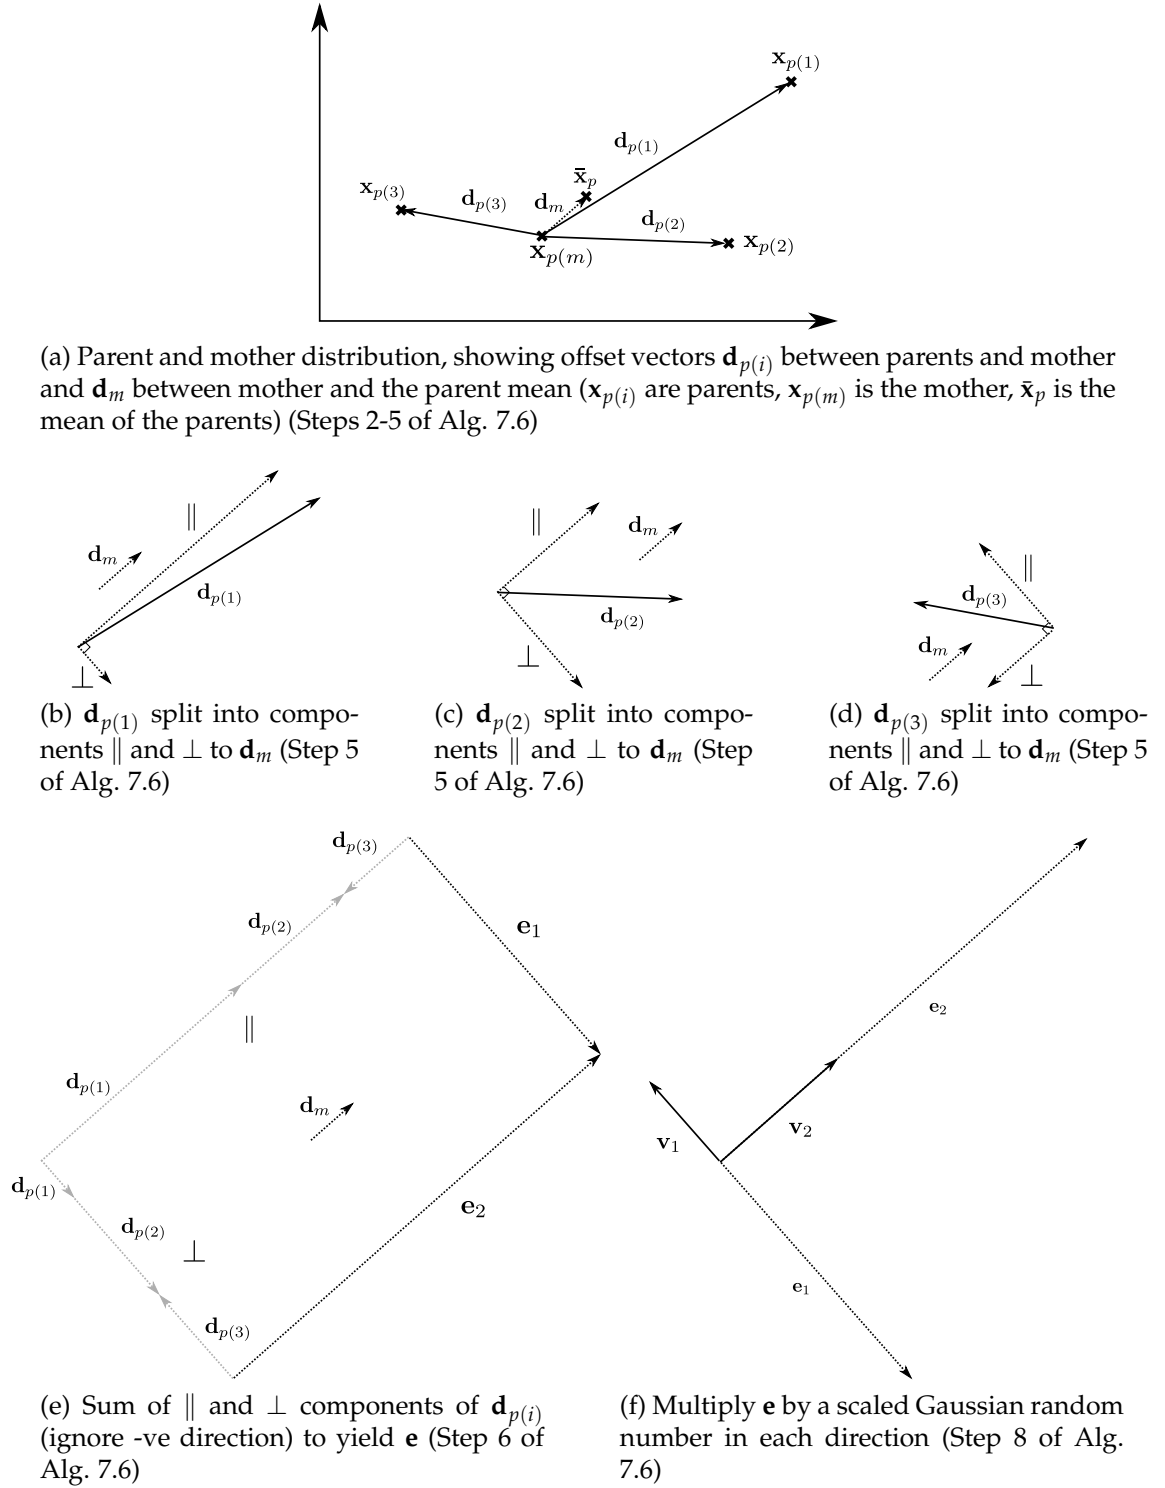 x_{p(1)}
d_{p(1)}
x_{p(3)}
d_{p(3)}
x̄_p
d_m
d_{p(2)}
x_{p(2)}
x_{p(m)}
(a) Parent and mother distribution, showing offset vectors d_{p(i)} between parents and mother
and d_m between mother and the parent mean (x_{p(i)} are parents, x_{p(m)} is the mother, x̄_p is the
mean of the parents) (Steps 2-5 of Alg. 7.6)
∥
d_m
d_{p(1)}
⊥
(b) d_{p(1)} split into compo-
nents ∥ and ⊥ to d_m (Step 5
of Alg. 7.6)
∥
d_m
d_{p(2)}
⊥
(c) d_{p(2)} split into compo-
nents ∥ and ⊥ to d_m (Step
5 of Alg. 7.6)
∥
d_{p(3)}
d_m
⊥
(d) d_{p(3)} split into compo-
nents ∥ and ⊥ to d_m (Step 5
of Alg. 7.6)
d_{p(3)}
d_{p(2)}
e_1
∥
d_{p(1)}
d_m
d_{p(1)}
d_{p(2)}
⊥
e_2
d_{p(3)}
(e) Sum of ∥ and ⊥ components of d_{p(i)}
(ignore -ve direction) to yield e (Step 6 of
Alg. 7.6)
e_2
v_1
v_2
e_1
(f) Multiply e by a scaled Gaussian random
number in each direction (Step 8 of Alg.
7.6)